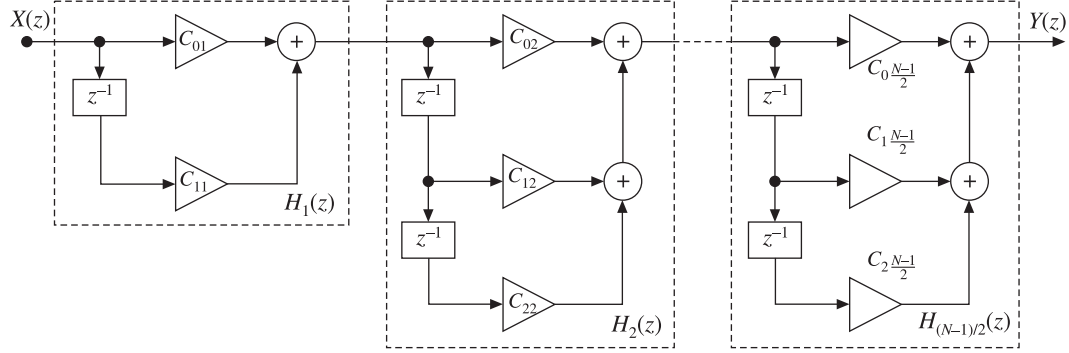 X(z)
C₀₁
+
z⁻¹
C₁₁
H₁(z)
C₀₂
+
z⁻¹
C₁₂
+
z⁻¹
C₂₂
H₂(z)
C₀ N–1/2
+
Y(z)
z⁻¹
C₁ N–1/2
+
z⁻¹
C₂ N–1/2
H₍N–1₎/₂(z)